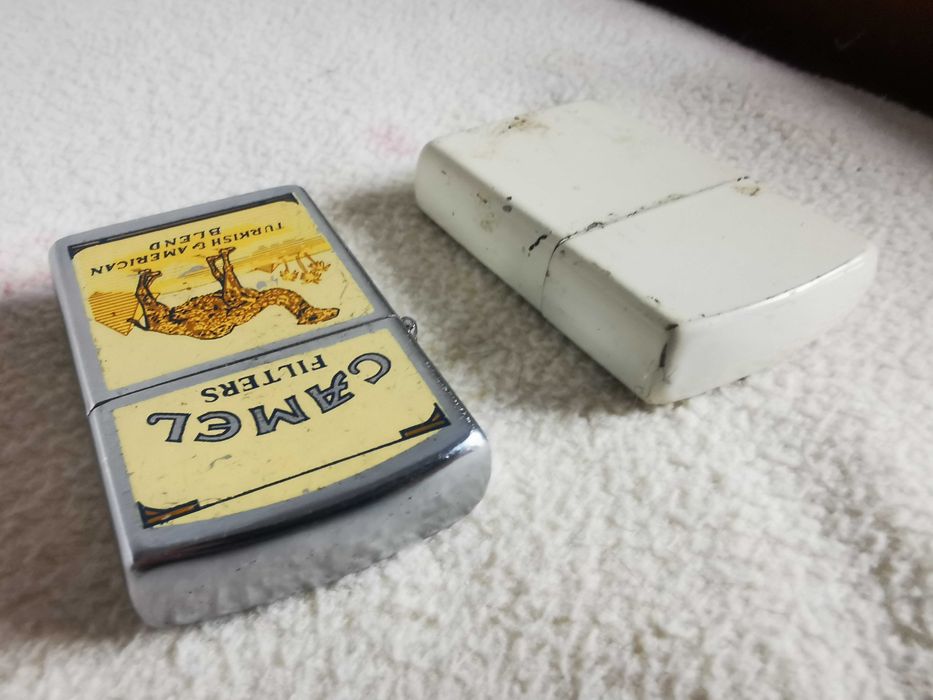 CAMEL
FILTERS
TURKISH & AMERICAN
BLEND